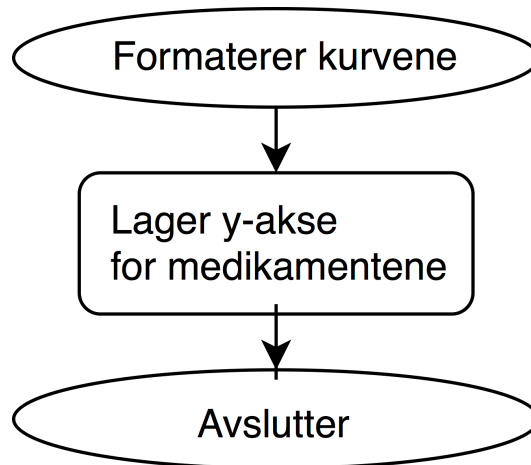 Formaterer kurvene
Lager y-akse
for medikamentene
Avslutter